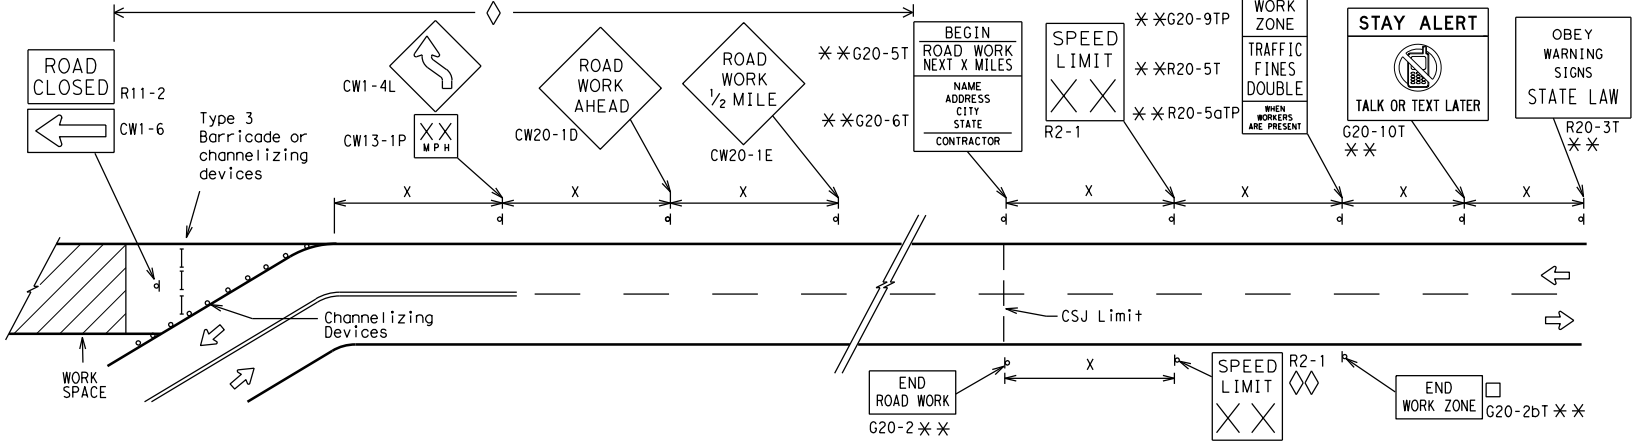 ROAD
CLOSED
R11-2
CW1-6
Type 3
Barricade or
channelizing
devices
CW1-4L
XX
MPH
CW13-1P
ROAD
WORK
AHEAD
CW20-1D
ROAD
WORK
1/2 MILE
CW20-1E
**G20-5T
**G20-6T
BEGIN
ROAD WORK
NEXT X MILES
NAME
ADDRESS
CITY
STATE
CONTRACTOR
SPEED
LIMIT
XX
R2-1
**G20-9TP
**R20-5T
**R20-5aTP
WORK
ZONE
TRAFFIC
FINES
DOUBLE
WHEN
WORKERS
ARE PRESENT
STAY ALERT
TALK OR TEXT LATER
G20-10T
**
OBEY
WARNING
SIGNS
STATE LAW
R20-3T
**
X
X
X
X
X
X
X
Channelizing
Devices
CSJ Limit
WORK
SPACE
END
ROAD WORK
G20-2 **
X
SPEED
LIMIT
XX
R2-1
END
WORK ZONE
G20-2bT **